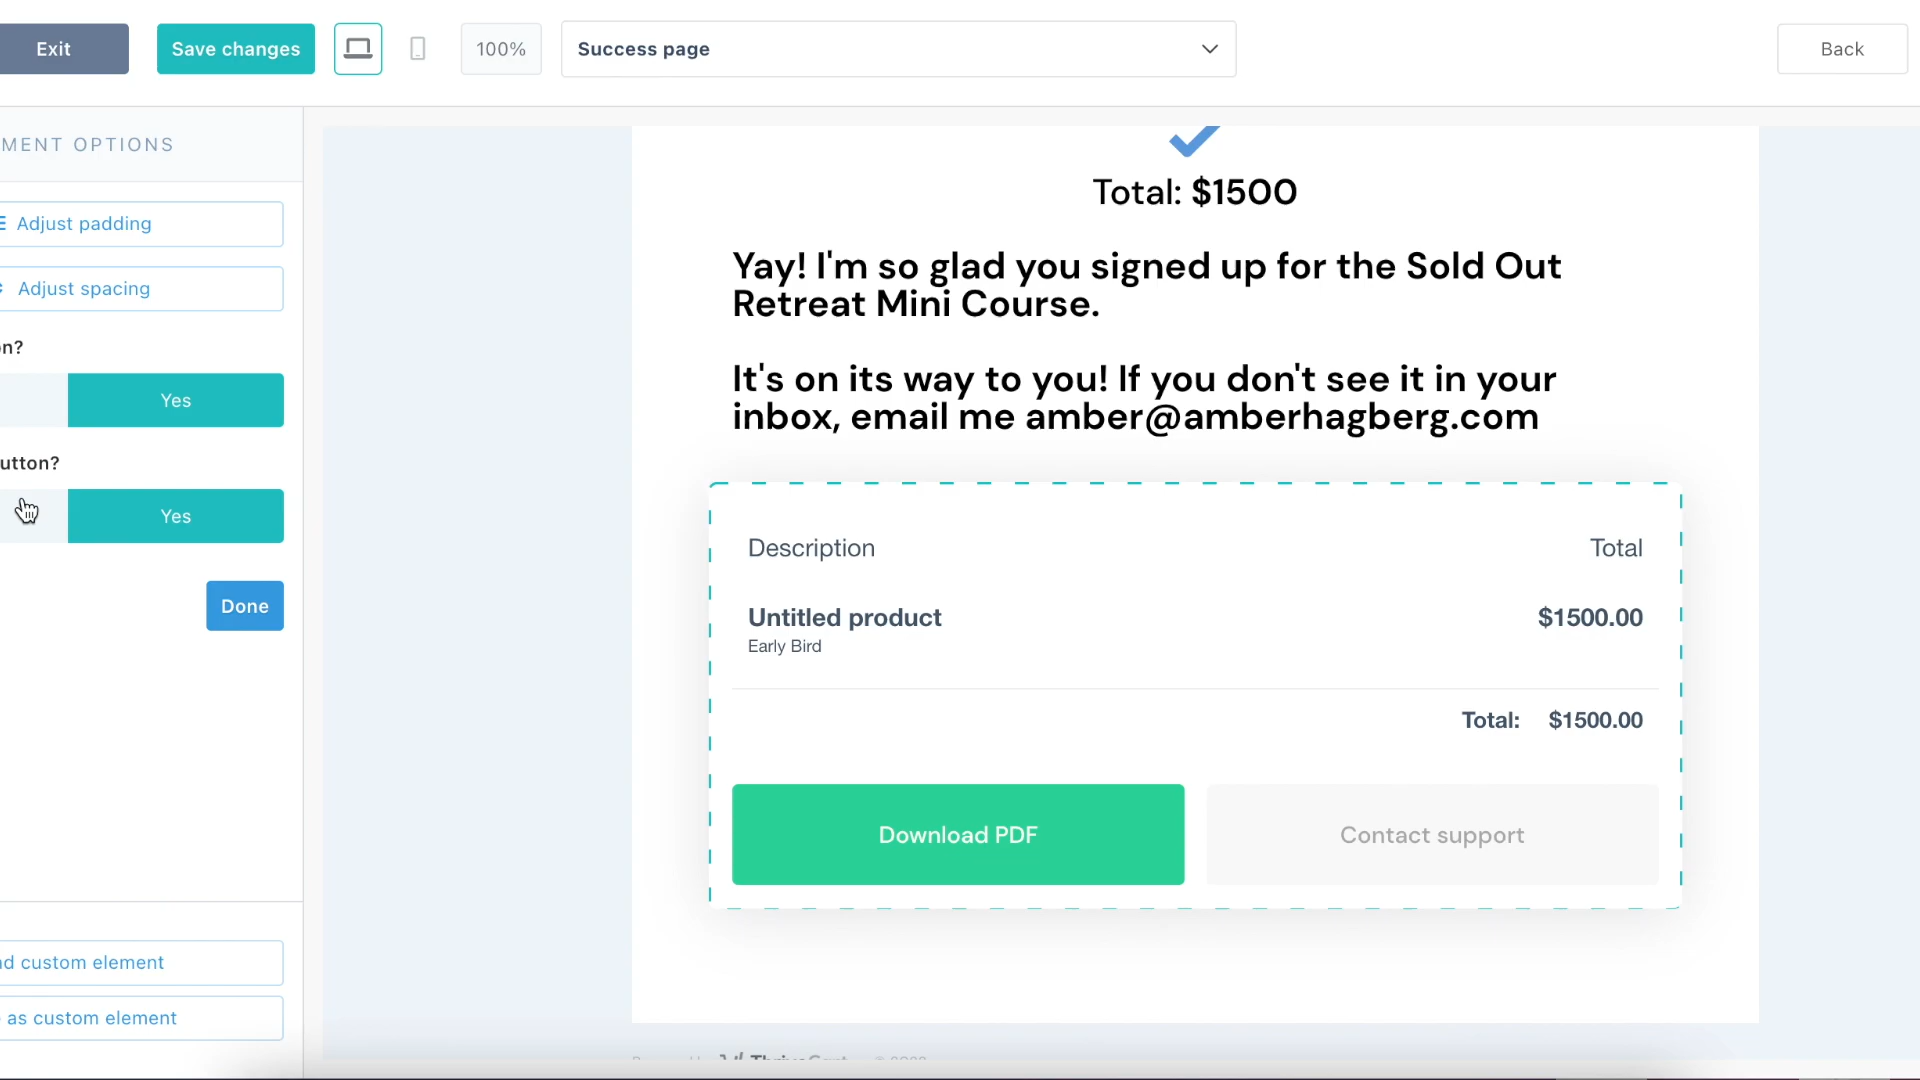 Exit
Save changes
100%
Success page
Back
MENT OPTIONS
Adjust padding
Adjust spacing
n?
Yes
utton?
Yes
Done
d custom element
as custom element
Total: $1500
Yay! I'm so glad you signed up for the Sold Out
Retreat Mini Course.
It's on its way to you! If you don't see it in your
inbox, email me amber@amberhagberg.com
Description Total
Untitled product $1500.00
Early Bird
Total: $1500.00
Download PDF
Contact support